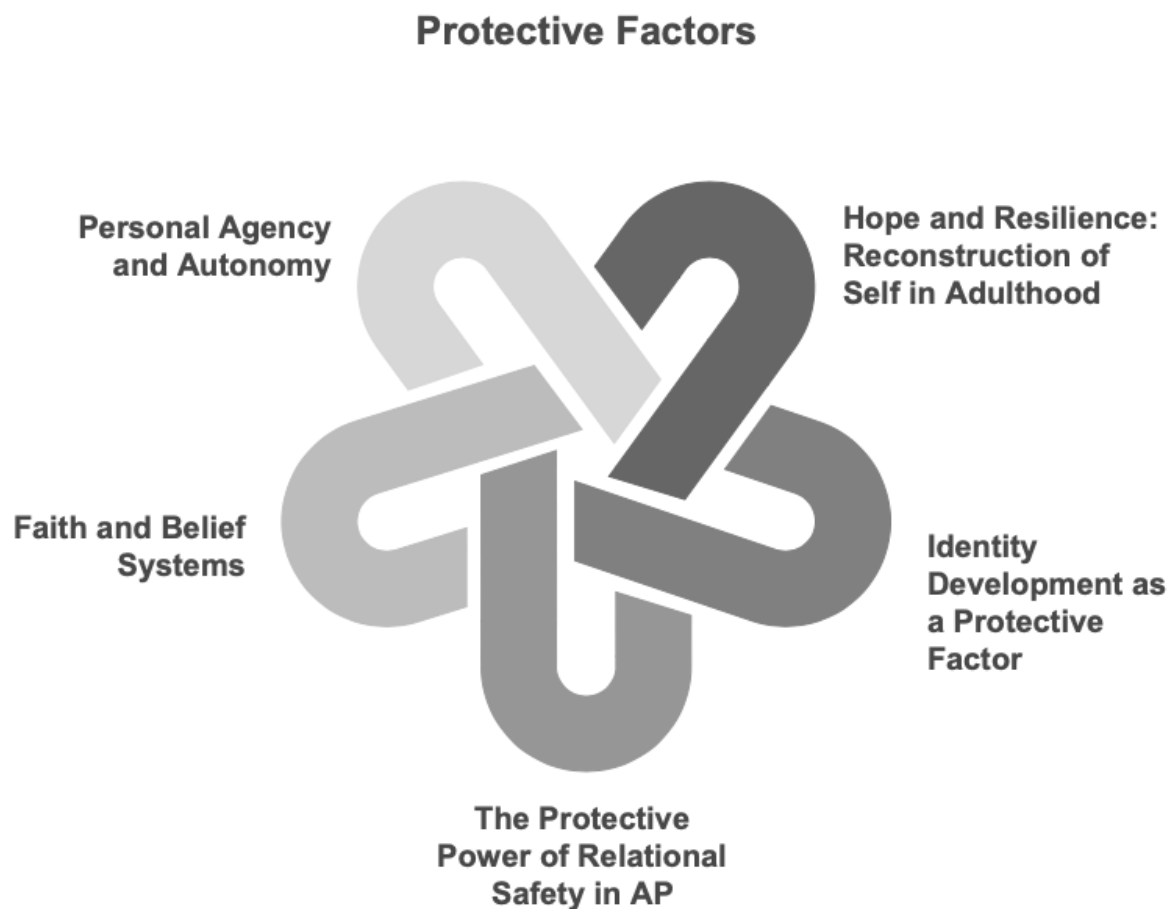 Protective Factors
Personal Agency
and Autonomy
Hope and Resilience:
Reconstruction of
Self in Adulthood
Faith and Belief
Systems
Identity
Development as
a Protective
Factor
The Protective
Power of Relational
Safety in AP